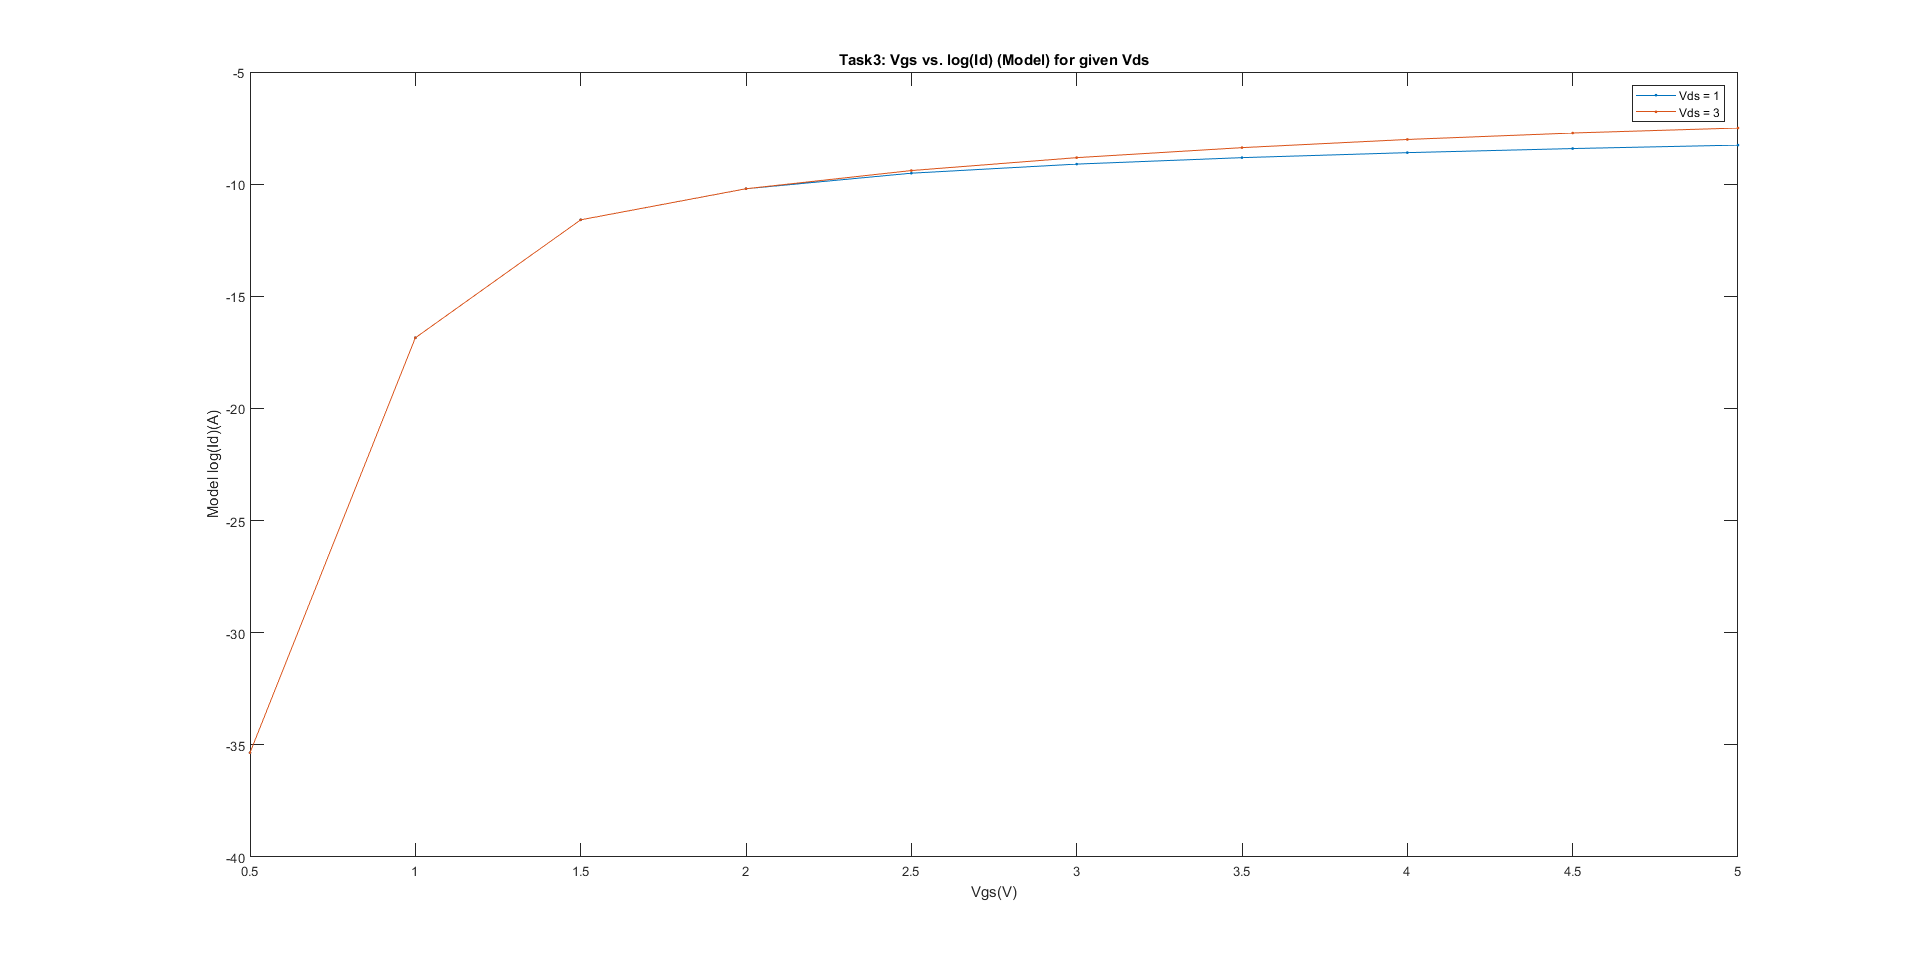 Task3: Vgs vs. log(Id) (Model) for given Vds
Vds = 1
Vds = 3
Model log(Id)(A)
-5
-10
-15
-20
-25
-30
-35
-40
0.5 1 1.5 2 2.5 3 3.5 4 4.5 5
Vgs(V)